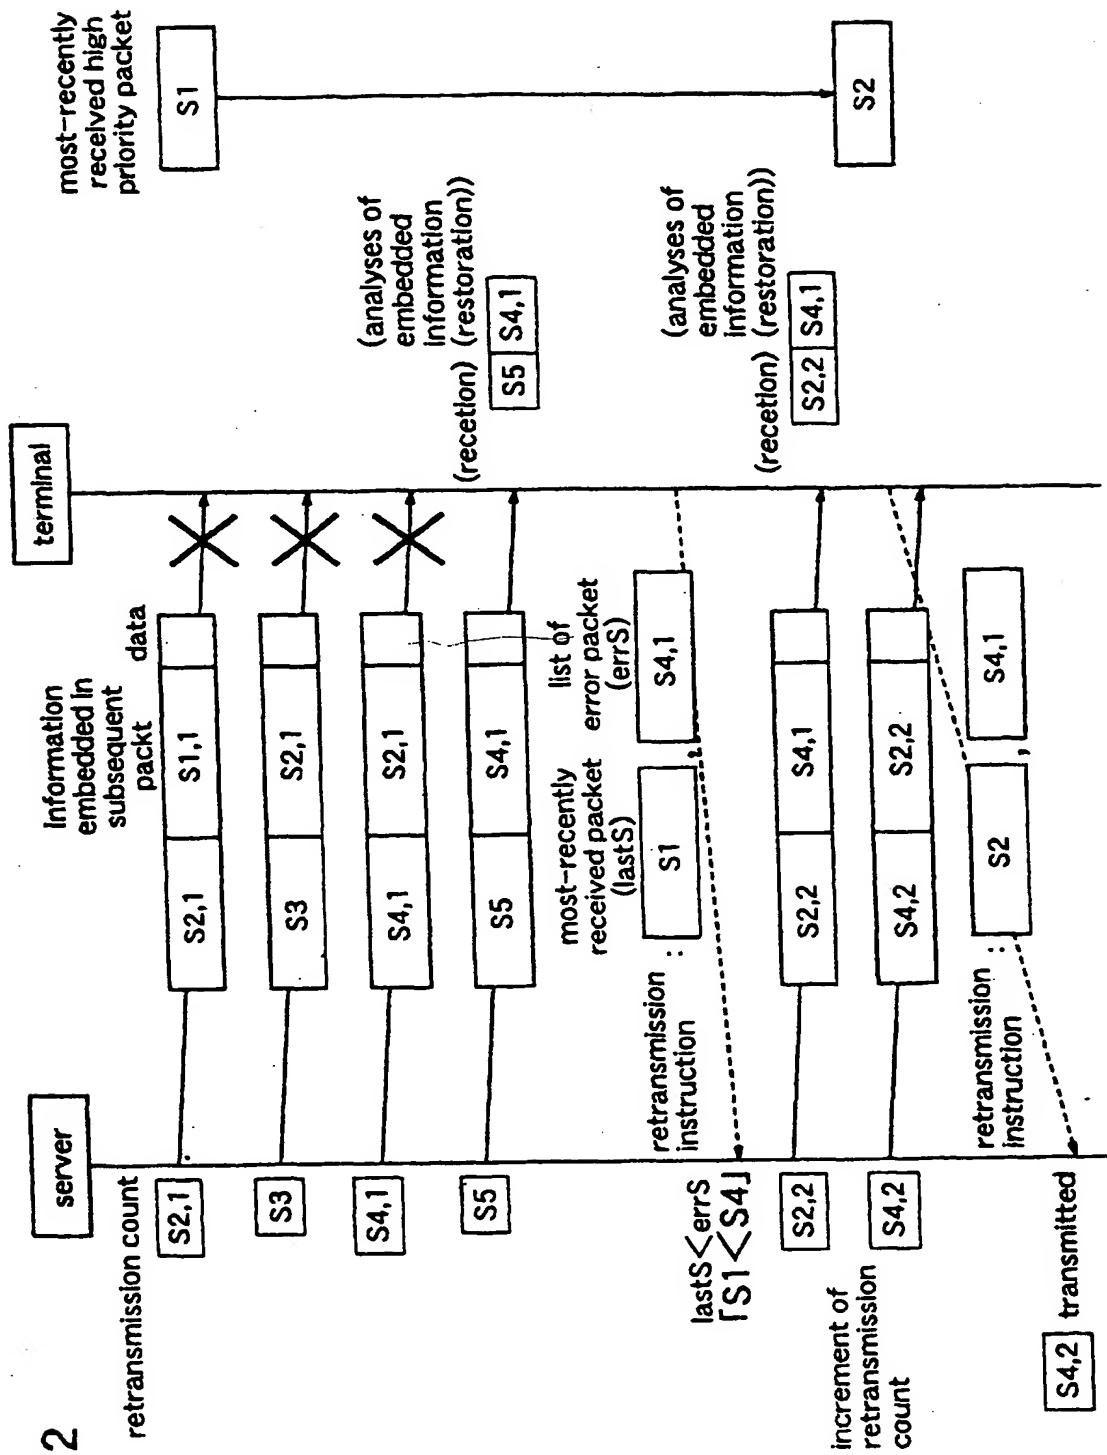 2
server
terminal
most-recently
received high
priority packet
S1
S2
retransmission count
Information
embedded in
subsequent
packt
data
S2,1
S2,1
S1,1
S3
S3
S2,1
S4,1
S4,1
S2,1
S5
S5
S4,1
(recetion)
(analyses of
embedded
information
(restoration))
S5
S4,1
most-recently
received packet
(lastS)
list of
error packet
(errS)
retransmission :
instruction
S1
,
S4,1
lastS<errS
「S1<S4」
increment of
retransmission
count
S2,2
S2,2
S4,1
S4,2
S4,2
S2,2
(recetion)
(analyses of
embedded
information
(restoration))
S2,2
S4,1
retransmission :
instruction
S2
,
S4,1
S4,2 transmitted